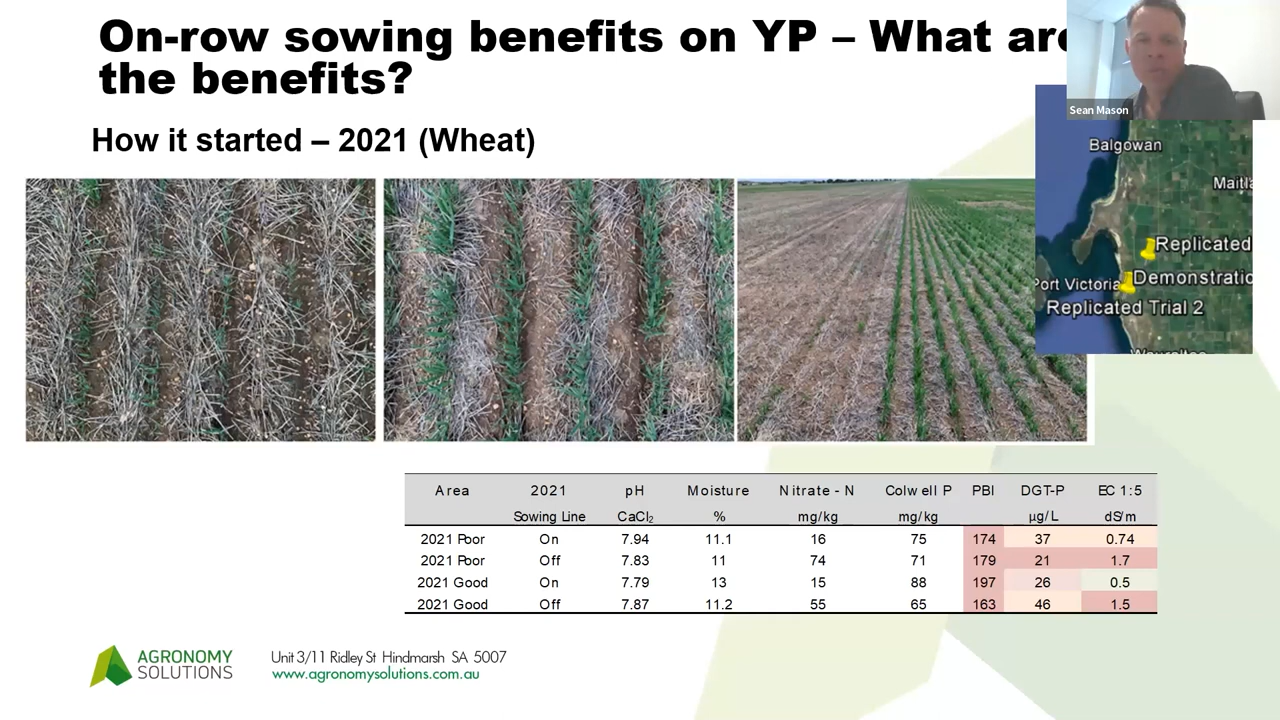 On-row sowing benefits on YP – What are
the benefits?
Sean Mason
How it started – 2021 (Wheat)
Balgowan
Maitla
Replicated
Demonstratio
Port Victoria
Replicated Trial 2
Area 2021 pH Moisture Nitrate - N Colwell P PBI DGT-P EC 1:5
Sowing Line CaCl₂ % mg/kg mg/kg µg/L dS/m
2021 Poor On 7.94 11.1 16 75 174 37 0.74
2021 Poor Off 7.83 11 74 71 179 21 1.7
2021 Good On 7.79 13 15 88 197 26 0.5
2021 Good Off 7.87 11.2 55 65 163 46 1.5
AGRONOMY
SOLUTIONS
Unit 3/11 Ridley St Hindmarsh SA 5007
www.agronomysolutions.com.au